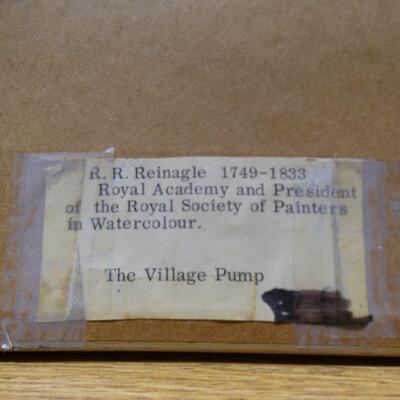 R. R. Reinagle 1749-1833
Royal Academy and President
of the Royal Society of Painters
in Watercolour.
The Village Pump